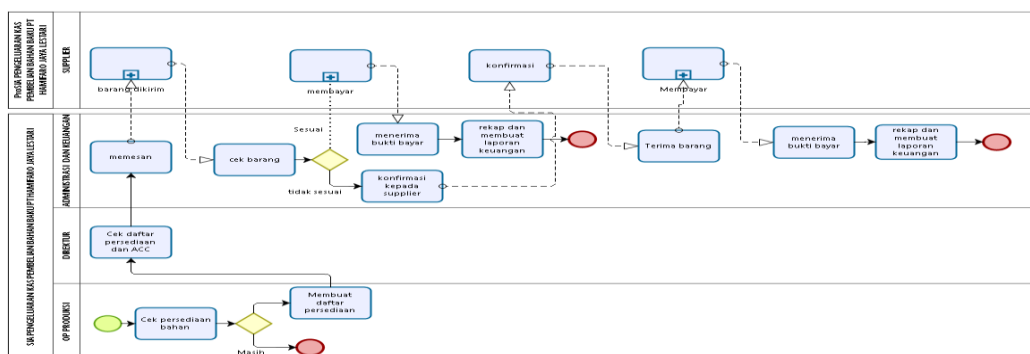 PENGELUARAN KAS
PEMBELIAN BAHAN BAKU PT
HAMIFARO JAYA LESTARI
SUPPLIER
barang dikirim
membayar
konfirmasi
Membayar
SIA PENGELUARAN KAS PEMBELIAN BAHAN BAKU PT HAMIFARO JAYA LESTARI
ADMINISTRASI DAN KEUANGAN
memesan
cek barang
Sesuai
tidak sesuai
menerima
bukti bayar
rekap dan
membuat
laporan
keuangan
konfirmasi
kepada
supplier
Terima barang
menerima
bukti bayar
rekap dan
membuat
laporan
keuangan
DIREKTUR
Cek daftar
persediaan
dan ACC
OP PRODUKSI
Cek persediaan
bahan
Membuat
daftar
persediaan
Masih